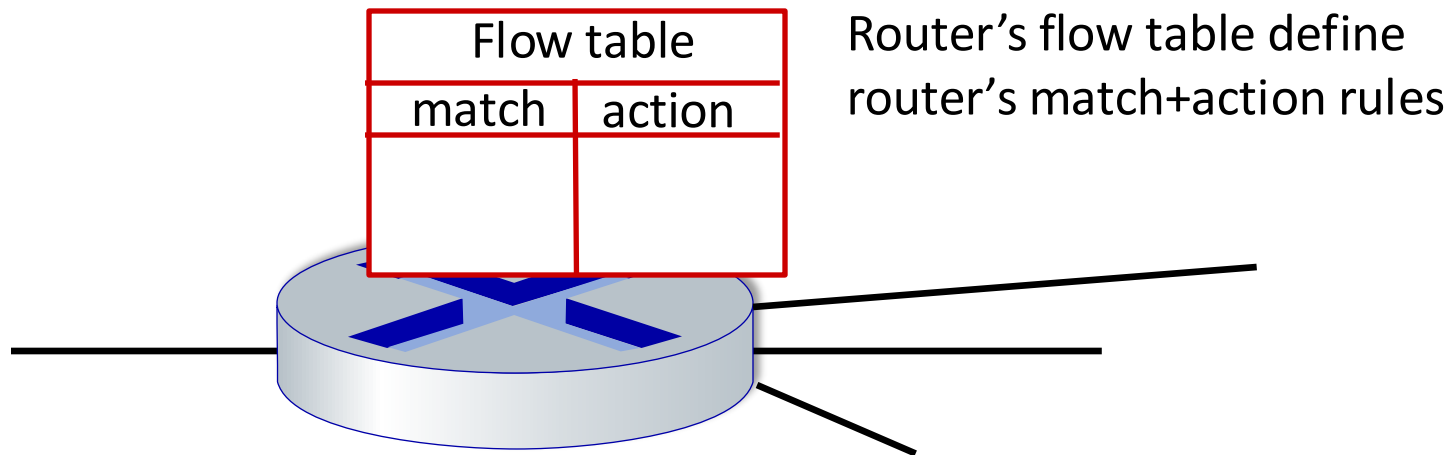 Flow table
match action
Router’s flow table define
router’s match+action rules